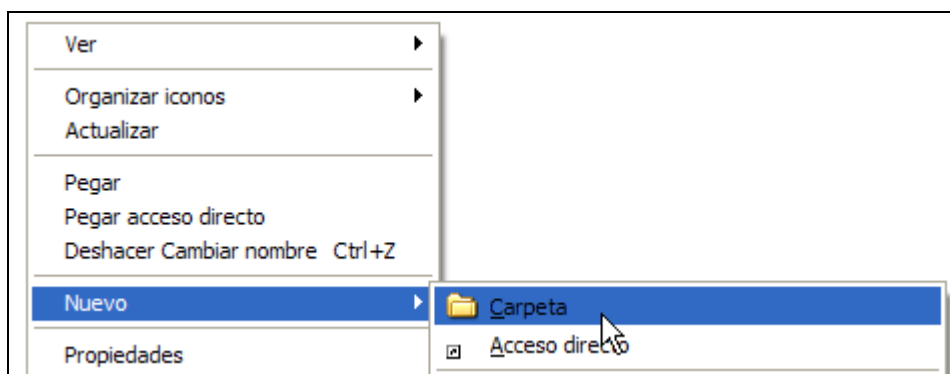 Ver
Organizar iconos
Actualizar
Pegar
Pegar acceso directo
Deshacer Cambiar nombre Ctrl+Z
Nuevo
Carpeta
Acceso directo
Propiedades